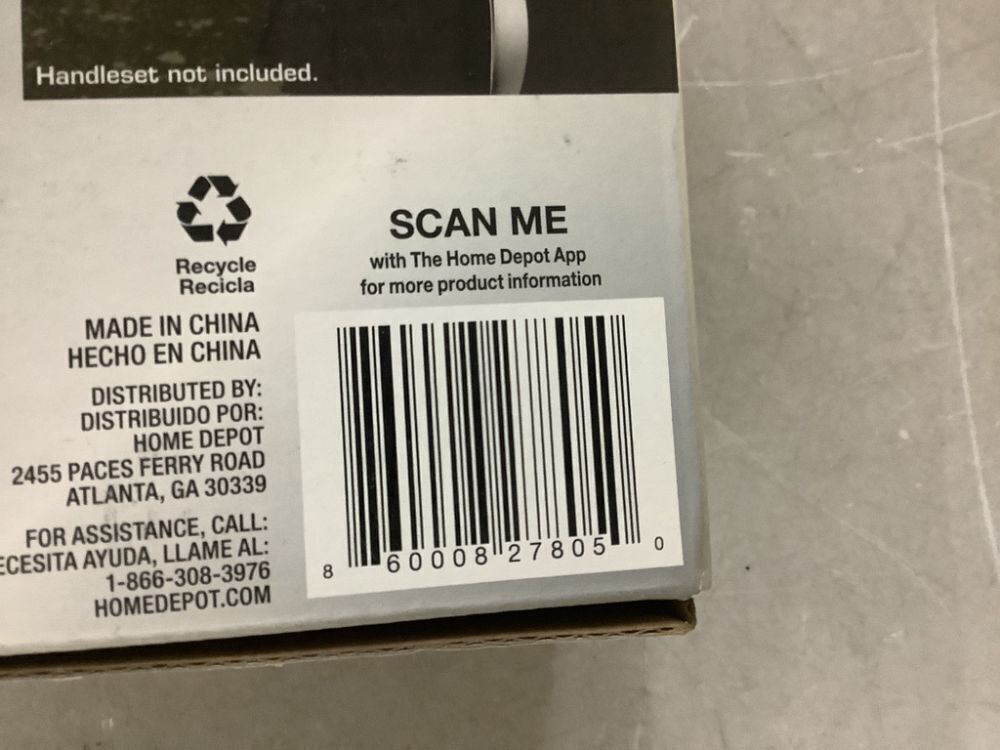 Handleset not included.
Recycle
Recicla
MADE IN CHINA
HECHO EN CHINA
DISTRIBUTED BY:
DISTRIBUIDO POR:
HOME DEPOT
2455 PACES FERRY ROAD
ATLANTA, GA 30339
FOR ASSISTANCE, CALL:
ECESITA AYUDA, LLAME AL:
1-866-308-3976
HOMEDEPOT.COM
SCAN ME
with The Home Depot App
for more product information
8 60008 27805 0